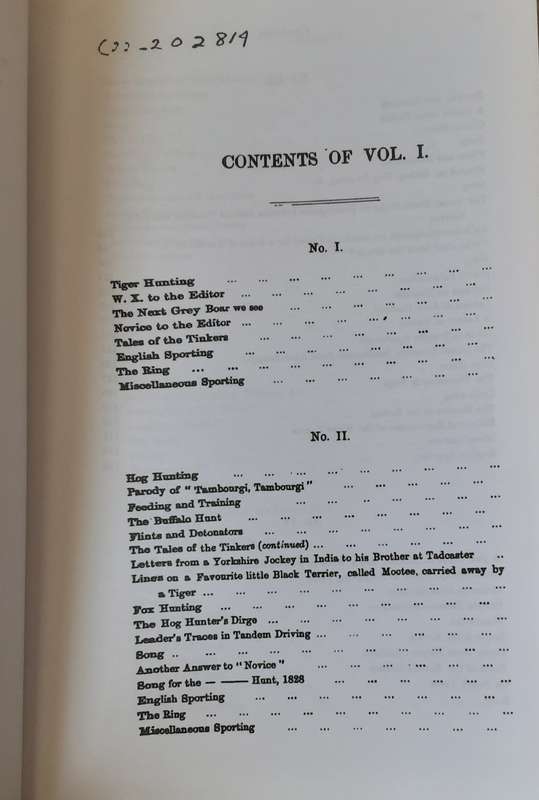 202814
CONTENTS OF VOL. I.
No. I.
Tiger Hunting ... ... ... ... ... ... ... ... ...
W. X. to the Editor ... ... ... ... ... ... ... ...
The Next Grey Boar we see ... ... ... ... ... ... ...
Novice to the Editor ... ... ... ... ... ... ... ...
Tales of the Tinkers ... ... ... ... ... ... ... ...
English Sporting ... ... ... ... ... ... ... ...
The Ring ... ... ... ... ... ... ... ... ... ...
Miscellaneous Sporting ... ... ... ... ... ... ...
No. II.
Hog Hunting ... ... ... ... ... ... ... ... ...
Parody of "Tambourgi, Tambourgi" ... ... ... ... ...
Feeding and Training ... ... .. ... ... ... ...
The Buffalo Hunt ... ... ... ... ... ... ... ...
Flints and Detonators ... ... ... ... ... ... ... ...
The Tales of the Tinkers (continued) ... ... ... ... ... ...
Letters from a Yorkshire Jockey in India to his Brother at Tadcaster ..
Lines on a Favourite little Black Terrier, called Mootee, carried away by
a Tiger ... ... ... ... ... ... ... ... ... ...
Fox Hunting ... ... ... ... ... ... ... ... ...
The Hog Hunter's Dirge ... ... ... ... ... ... ... ...
Leader's Traces in Tandem Driving ... ... ... ... ... ...
Song .. ... ... ... ... ... ... ... ... ... ...
Another Answer to "Novice" ... ... ... ... ... ...
Song for the — —— Hunt, 1828 ... ... ... ... ... ...
English Sporting ... ... ... ... ... ... ... ...
The Ring ... ... ... ... ... ... ... ... ... ...
Miscellaneous Sporting ... ... ... ... ... ... ...